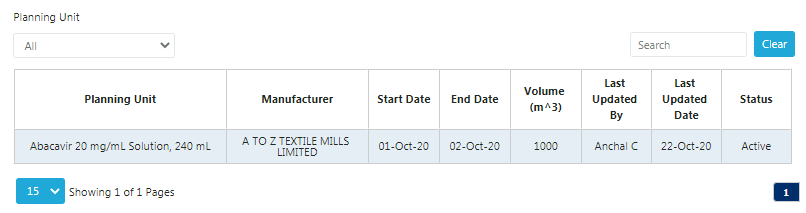 Planning Unit
All
Search
Clear
Planning Unit Manufacturer Start Date End Date Volume (m^3) Last Updated By Last Updated Date Status
Abacavir 20 mg/mL Solution, 240 mL A TO Z TEXTILE MILLS LIMITED 01-Oct-20 02-Oct-20 1000 Anchal C 22-Oct-20 Active
15 Showing 1 of 1 Pages 1